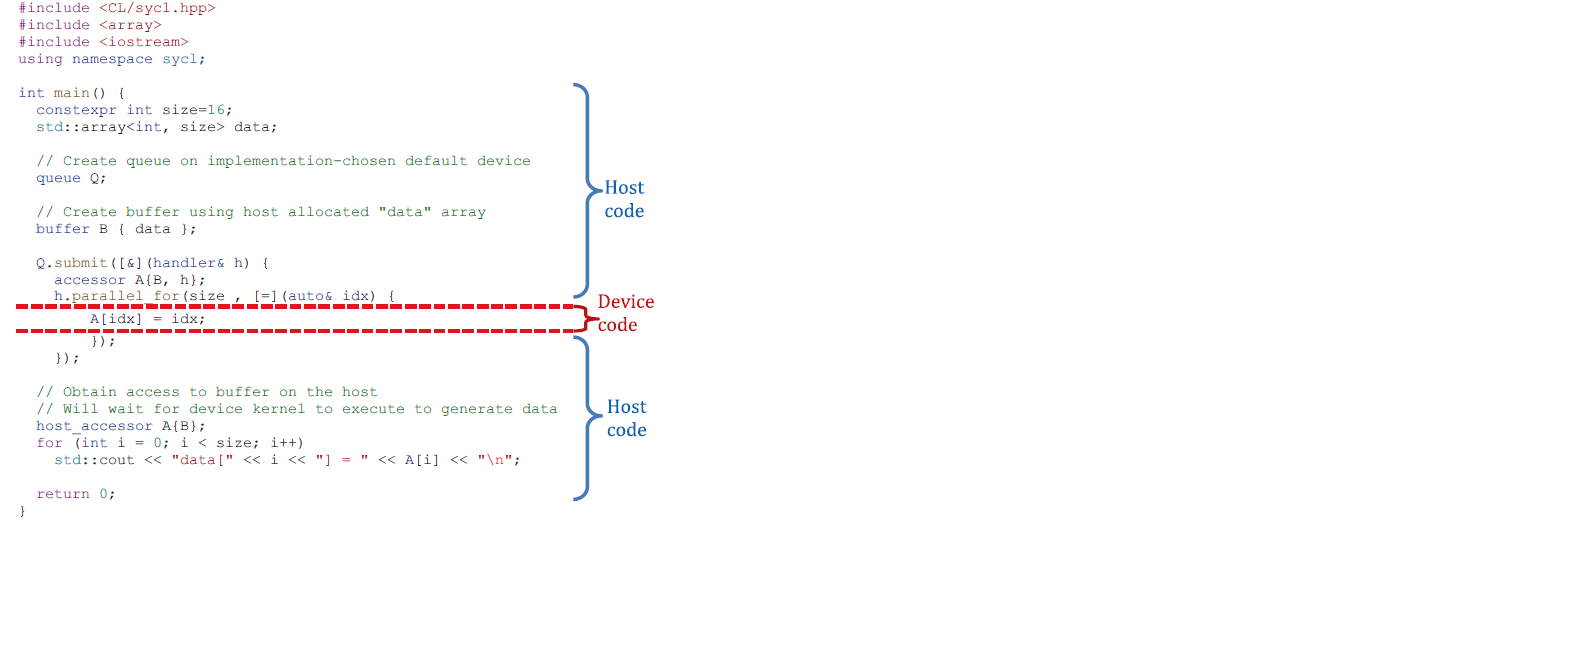 #include <CL/sycl.hpp>
#include <array>
#include <iostream>
using namespace sycl;
int main() {
constexpr int size=16;
std::array<int, size> data;
// Create queue on implementation-chosen default device
queue Q;
// Create buffer using host allocated "data" array
buffer B { data };
Q.submit([&](handler& h) {
accessor A{B, h};
h.parallel_for(size , [=](auto& idx) {
A[idx] = idx;
});
});
// Obtain access to buffer on the host
// Will wait for device kernel to execute to generate data
host_accessor A{B};
for (int i = 0; i < size; i++)
std::cout << "data[" << i << "] = " << A[i] << "\n";
return 0;
}
Host
code
Device
code
Host
code